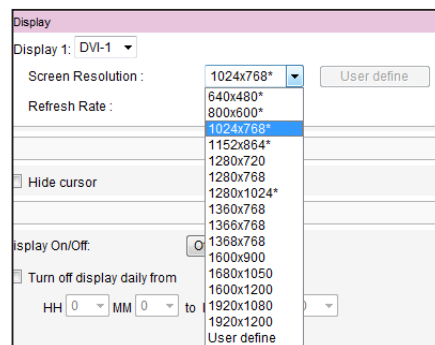 Display
Display 1: DVI-1
Screen Resolution : 1024x768* User define
640x480*
Refresh Rate :
800x600*
1024x768*
1152x864*
1280x720
1280x768
Hide cursor
1280x1024*
1360x768
1366x768
isplay On/Off: O
1368x768
1600x900
Turn off display daily from
1680x1050
1600x1200
HH 0 MM 0 to
1920x1080
1920x1200
User define